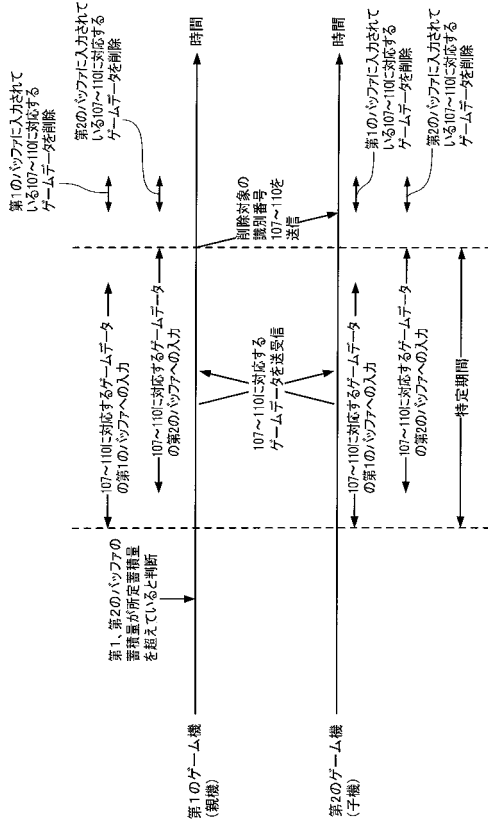 第1のバッファに入力されて
いる107～110に対応する
ゲームデータを削除
第2のバッファに入力されて
いる107～110に対応する
ゲームデータを削除
107～110に対応するゲームデータ
の第1のバッファへの入力
107～110に対応するゲームデータ
の第2のバッファへの入力
第1、第2のバッファの
蓄積量が所定蓄積量
を超えていると判断
第1のゲーム機
(親機)
時間
107～110に対応する
ゲームデータを送受信
削除対象の
識別番号
107～110を
送信
第2のゲーム機
(子機)
時間
107～110に対応するゲームデータ
の第1のバッファへの入力
第1のバッファに入力されて
いる107～110に対応する
ゲームデータを削除
107～110に対応するゲームデータ
の第2のバッファへの入力
第2のバッファに入力されて
いる107～110に対応する
ゲームデータを削除
特定期間